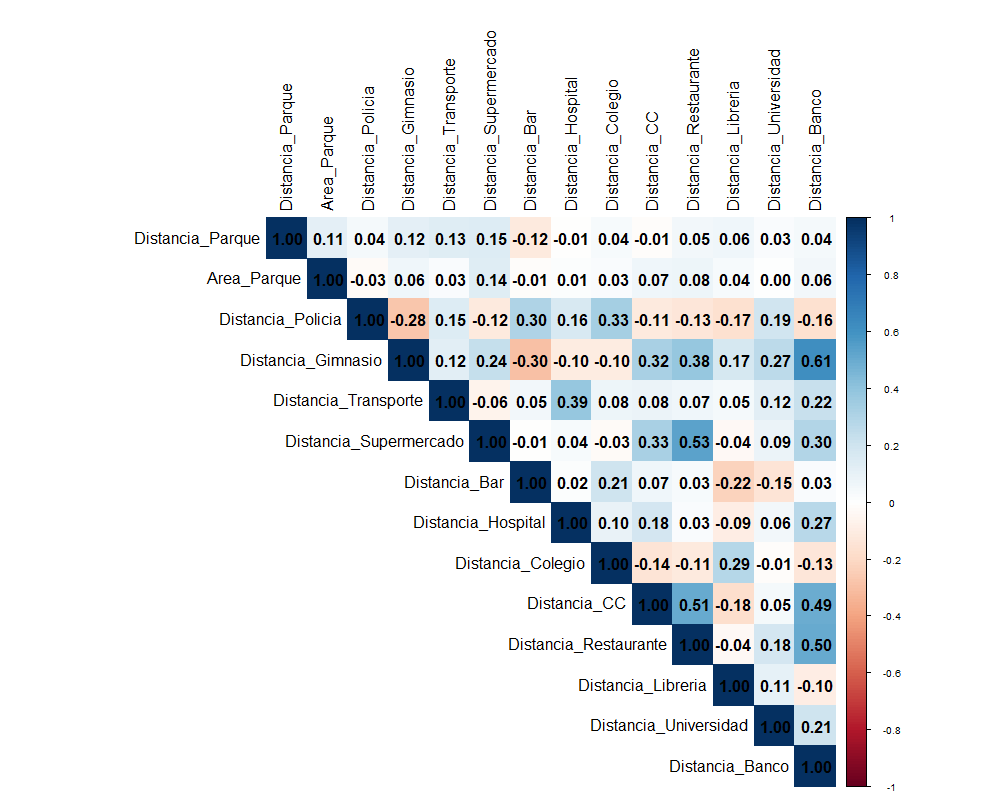 Distancia_Parque
Area_Parque
Distancia_Policia
Distancia_Gimnasio
Distancia_Transporte
Distancia_Supermercado
Distancia_Bar
Distancia_Hospital
Distancia_Colegio
Distancia_CC
Distancia_Restaurante
Distancia_Libreria
Distancia_Universidad
Distancia_Banco
Distancia_Parque 1.00 0.11 0.04 0.12 0.13 0.15 -0.12 -0.01 0.04 -0.01 0.05 0.06 0.03 0.04
Area_Parque 1.00 -0.03 0.06 0.03 0.14 -0.01 0.01 0.03 0.07 0.08 0.04 0.00 0.06
Distancia_Policia 1.00 -0.28 0.15 -0.12 0.30 0.16 0.33 -0.11 -0.13 -0.17 0.19 -0.16
Distancia_Gimnasio 1.00 0.12 0.24 -0.30 -0.10 -0.10 0.32 0.38 0.17 0.27 0.61
Distancia_Transporte 1.00 -0.06 0.05 0.39 0.08 0.08 0.07 0.05 0.12 0.22
Distancia_Supermercado 1.00 -0.01 0.04 -0.03 0.33 0.53 -0.04 0.09 0.30
Distancia_Bar 1.00 0.02 0.21 0.07 0.03 -0.22 -0.15 0.03
Distancia_Hospital 1.00 0.10 0.18 0.03 -0.09 0.06 0.27
Distancia_Colegio 1.00 -0.14 -0.11 0.29 -0.01 -0.13
Distancia_CC 1.00 0.51 -0.18 0.05 0.49
Distancia_Restaurante 1.00 -0.04 0.18 0.50
Distancia_Libreria 1.00 0.11 -0.10
Distancia_Universidad 1.00 0.21
Distancia_Banco 1.00
1
0.8
0.6
0.4
0.2
0
-0.2
-0.4
-0.6
-0.8
-1